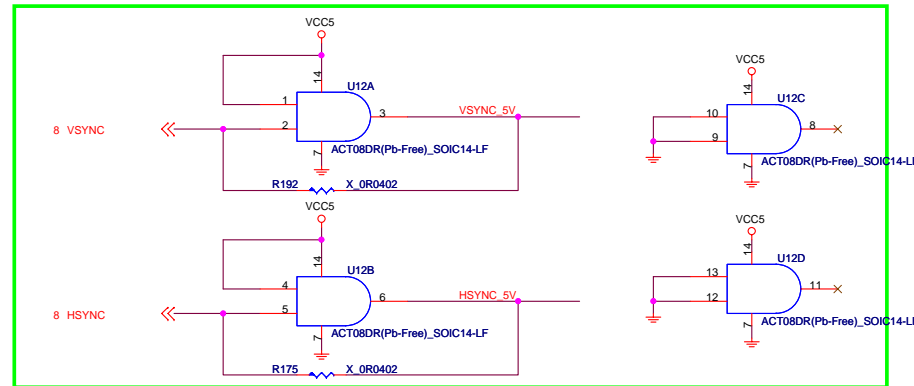 VCC5
14
U12A
1
2
3
8 VSYNC
VSYNC_5V
7
ACT08DR(Pb-Free)_SOIC14-LF
R192 X_0R0402
VCC5
14
U12C
10
9
8
7
ACT08DR(Pb-Free)_SOIC14-LF
VCC5
14
U12B
4
5
6
8 HSYNC
HSYNC_5V
7
ACT08DR(Pb-Free)_SOIC14-LF
R175 X_0R0402
VCC5
14
U12D
13
12
11
7
ACT08DR(Pb-Free)_SOIC14-LF